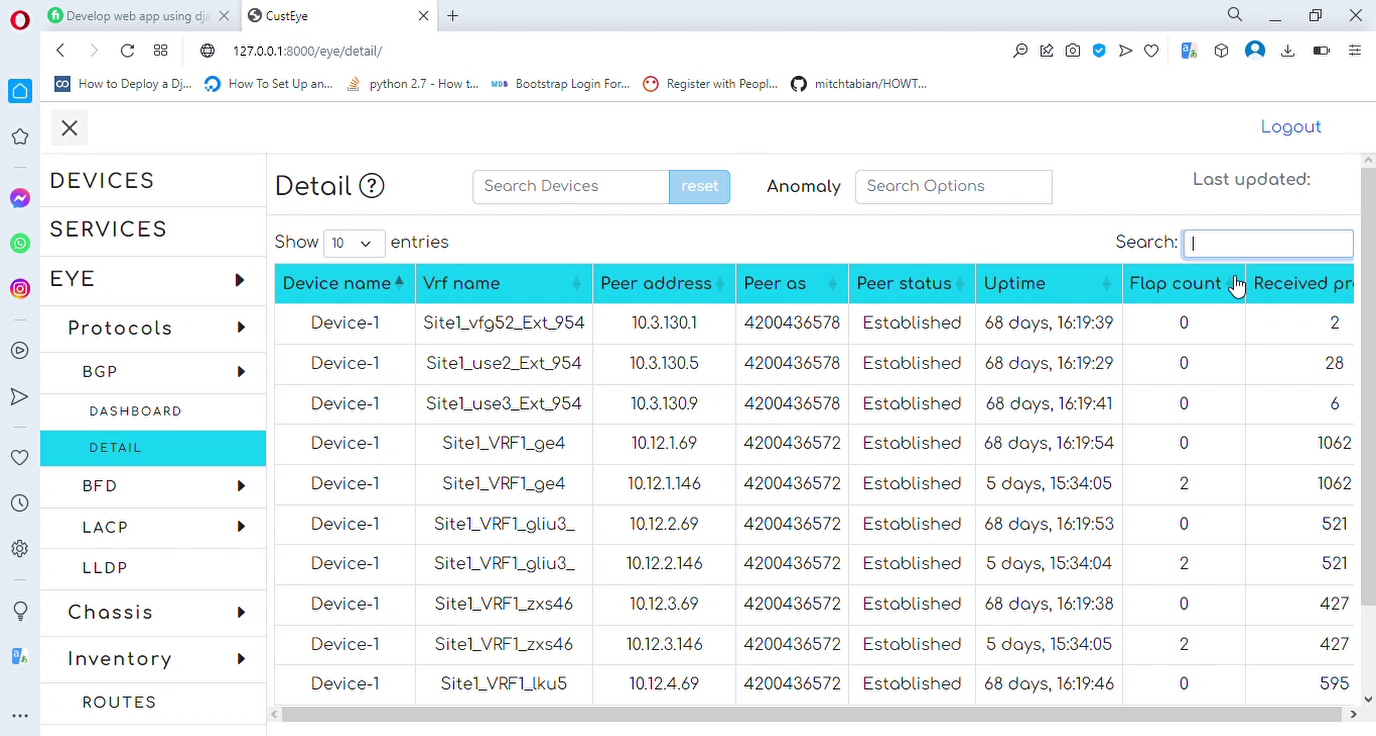 Develop web app using dja
CustEye
127.0.0.1:8000/eye/detail/
How to Deploy a Dj...
How To Set Up an...
python 2.7 - How t...
MDB Bootstrap Login For...
Register with Peopl...
mitchtabian/HOWT...
Logout
DEVICES
SERVICES
EYE
Protocols
BGP
DASHBOARD
DETAIL
BFD
LACP
LLDP
Chassis
Inventory
ROUTES
Detail ?
Search Devices reset Anomaly Search Options Last updated:
Show 10 entries Search:
Device name Vrf name Peer address Peer as Peer status Uptime Flap count Received pr
Device-1 Site1_vfg52_Ext_954 10.3.130.1 4200436578 Established 68 days, 16:19:39 0 2
Device-1 Site1_use2_Ext_954 10.3.130.5 4200436578 Established 68 days, 16:19:29 0 28
Device-1 Site1_use3_Ext_954 10.3.130.9 4200436578 Established 68 days, 16:19:41 0 6
Device-1 Site1_VRF1_ge4 10.12.1.69 4200436572 Established 68 days, 16:19:54 0 1062
Device-1 Site1_VRF1_ge4 10.12.1.146 4200436572 Established 5 days, 15:34:05 2 1062
Device-1 Site1_VRF1_gliu3_ 10.12.2.69 4200436572 Established 68 days, 16:19:53 0 521
Device-1 Site1_VRF1_gliu3_ 10.12.2.146 4200436572 Established 5 days, 15:34:04 2 521
Device-1 Site1_VRF1_zxs46 10.12.3.69 4200436572 Established 68 days, 16:19:38 0 427
Device-1 Site1_VRF1_zxs46 10.12.3.146 4200436572 Established 5 days, 15:34:05 2 427
Device-1 Site1_VRF1_lku5 10.12.4.69 4200436572 Established 68 days, 16:19:46 0 595